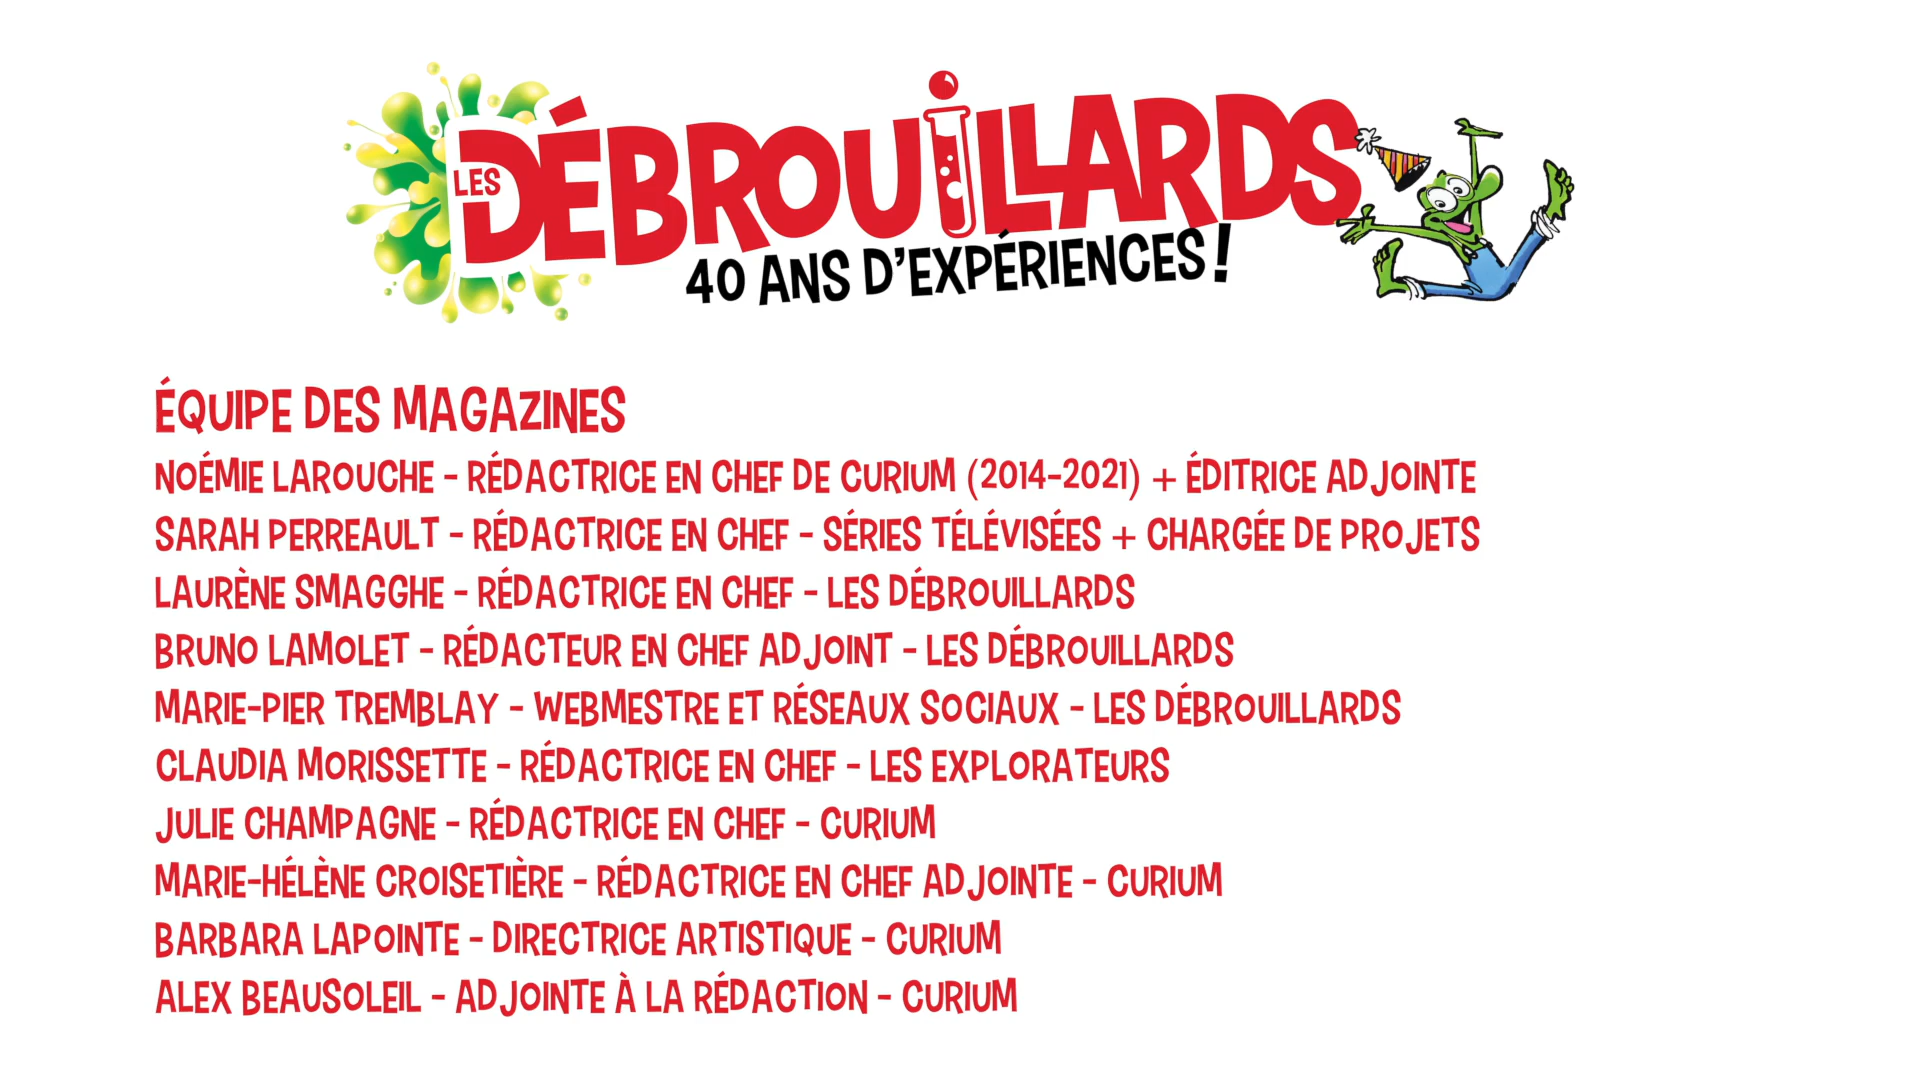 LES DÉBROUILLARDS
40 ANS D'EXPÉRIENCES!
ÉQUIPE DES MAGAZINES
NOÉMIE LAROUCHE - RÉDACTRICE EN CHEF DE CURIUM (2014-2021) + ÉDITRICE ADJOINTE
SARAH PERREAULT - RÉDACTRICE EN CHEF - SÉRIES TÉLÉVISÉES + CHARGÉE DE PROJETS
LAURÈNE SMAGGHE - RÉDACTRICE EN CHEF - LES DÉBROUILLARDS
BRUNO LAMOLET - RÉDACTEUR EN CHEF ADJOINT - LES DÉBROUILLARDS
MARIE-PIER TREMBLAY - WEBMESTRE ET RÉSEAUX SOCIAUX - LES DÉBROUILLARDS
CLAUDIA MORISSETTE - RÉDACTRICE EN CHEF - LES EXPLORATEURS
JULIE CHAMPAGNE - RÉDACTRICE EN CHEF - CURIUM
MARIE-HÉLÈNE CROISETIÈRE - RÉDACTRICE EN CHEF ADJOINTE - CURIUM
BARBARA LAPOINTE - DIRECTRICE ARTISTIQUE - CURIUM
ALEX BEAUSOLEIL - ADJOINTE À LA RÉDACTION - CURIUM